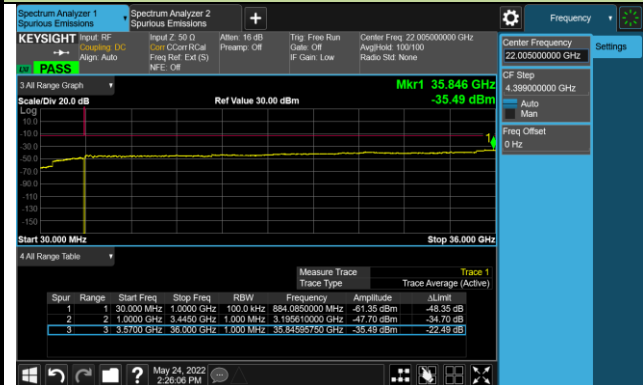 Spectrum Analyzer 1
Spurious Emissions
Spectrum Analyzer 2
Spurious Emissions
Frequency
KEYSIGHT
Input: RF
Coupling: DC
Align: Auto
Input Z: 50 Ω
Corr CCorr RCal
Freq Ref: Ext (S)
NFE: Off
Atten: 16 dB
Preamp: Off
Trig: Free Run
Gate: Off
IF Gain: Low
Center Freq: 22.005000000 GHz
Avg|Hold: 100/100
Radio Std: None
PASS
Center Frequency
22.005000000 GHz
Settings
CF Step
4.399000000 GHz
Auto
Man
Freq Offset
0 Hz
3 All Range Graph
Mkr1 35.846 GHz
Scale/Div 20.0 dB
Ref Value 30.00 dBm
-35.49 dBm
Log
10.0
-10.0
-30.0
-50.0
-70.0
-90.0
-110
-130
-150
1
Start 30.000 MHz
Stop 36.000 GHz
4 All Range Table
Measure Trace Trace 1
Trace Type Trace Average (Active)
Spur Range Start Freq Stop Freq RBW Frequency Amplitude ΔLimit
1 1 30.000 MHz 1.0000 GHz 100.0 kHz 884.0850000 MHz -61.35 dBm -48.35 dB
2 2 1.0000 GHz 3.4450 GHz 1.000 MHz 3.195610000 GHz -47.70 dBm -34.70 dB
3 3 3.5700 GHz 36.000 GHz 1.000 MHz 35.84595750 GHz -35.49 dBm -22.49 dB
May 24, 2022
2:26:06 PM